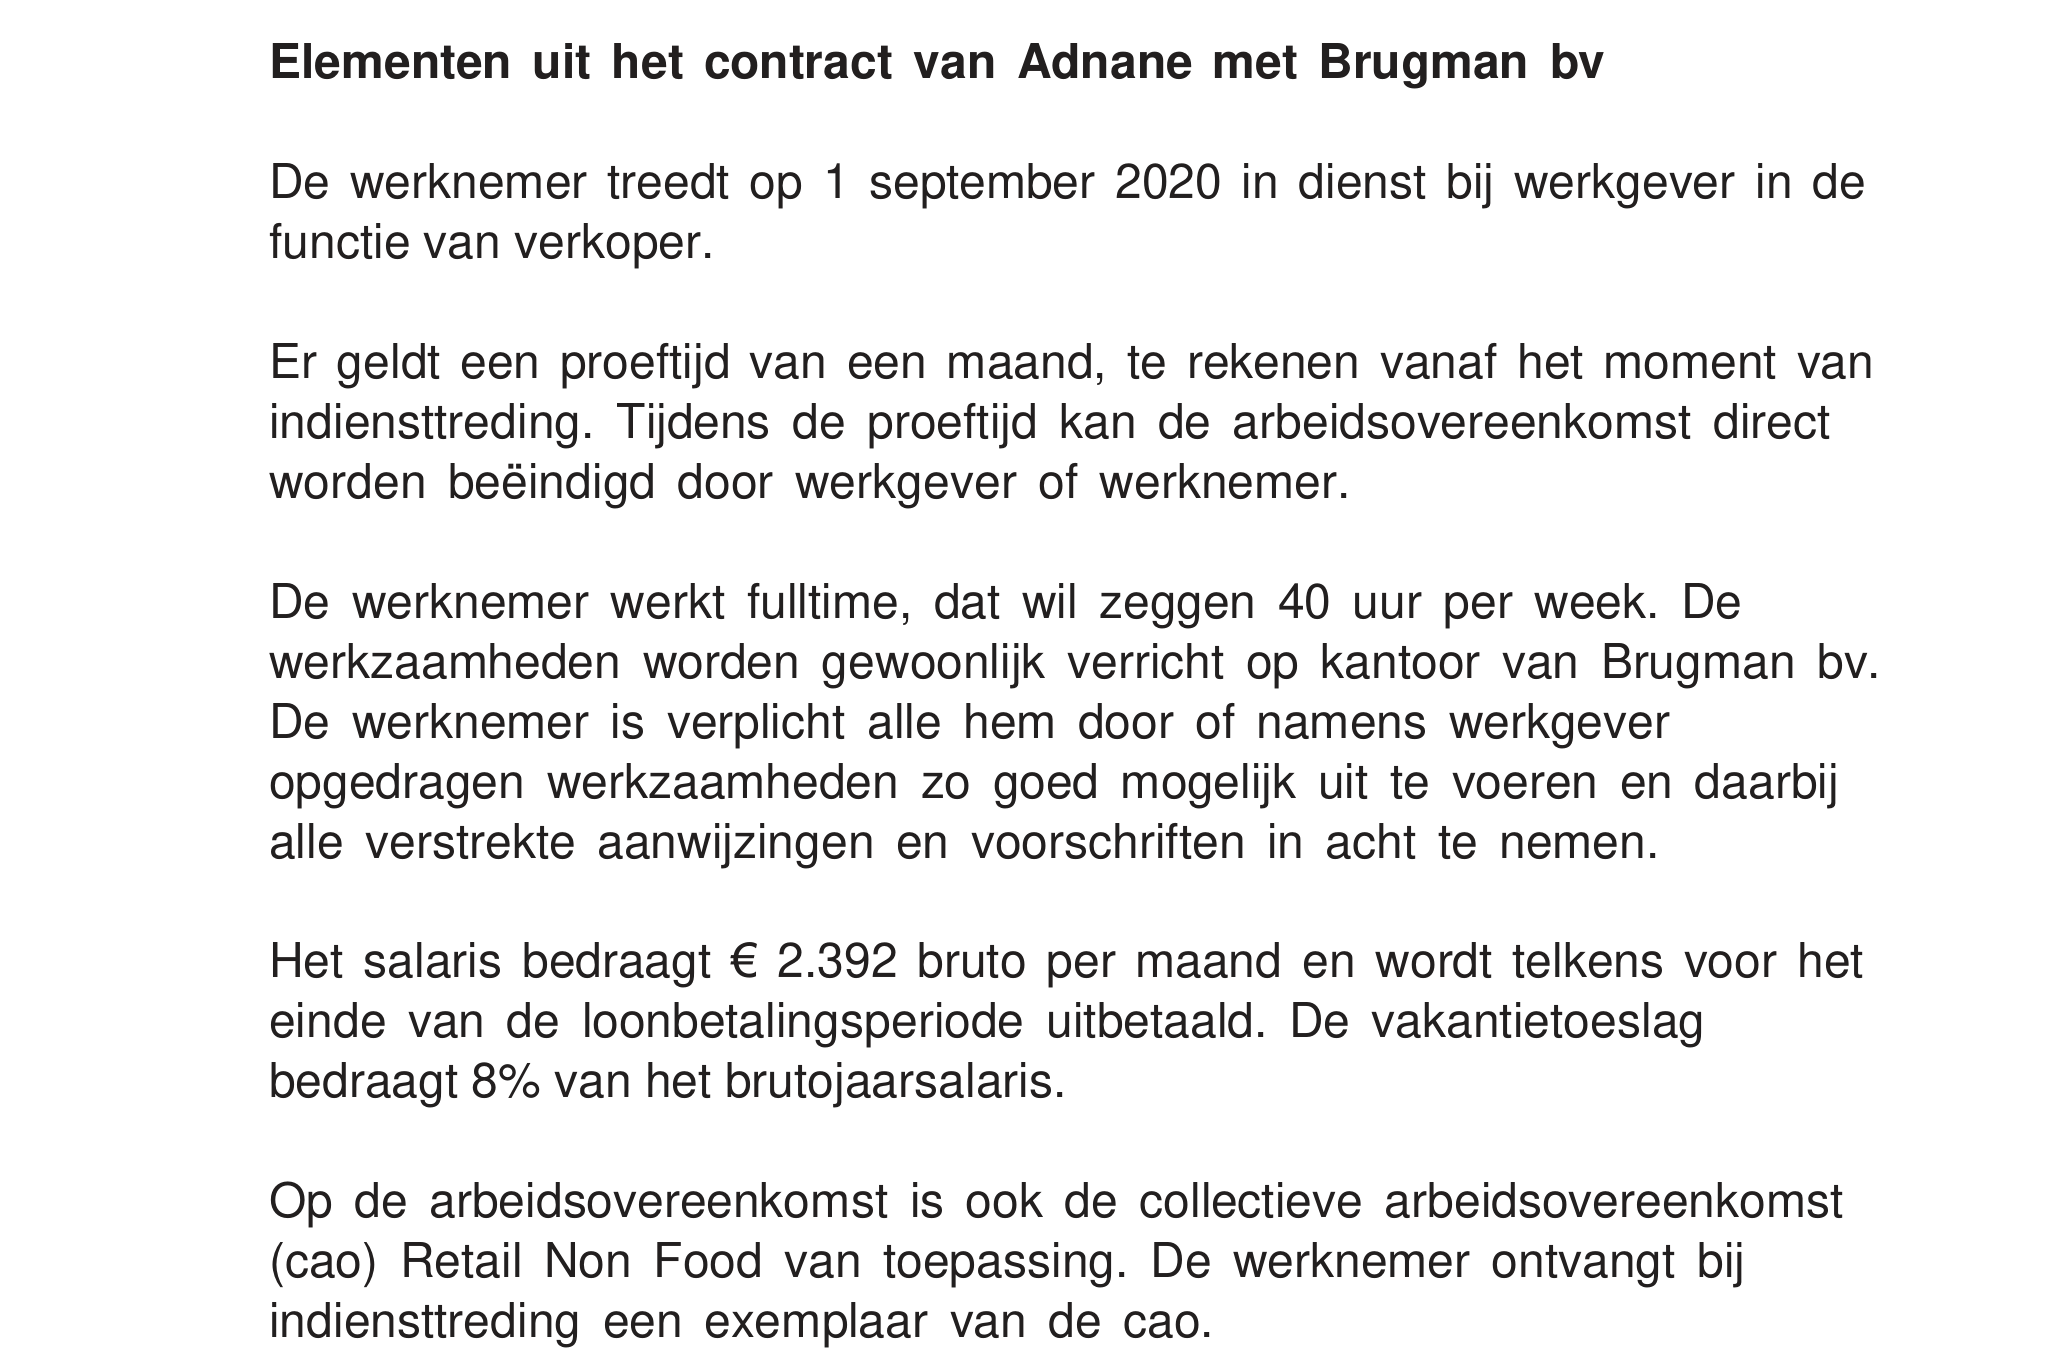 Elementen uit het contract van Adnane met Brugman bv
De werknemer treedt op 1 september 2020 in dienst bij werkgever in de
functie van verkoper.
Er geldt een proeftijd van een maand, te rekenen vanaf het moment van
indiensttreding. Tijdens de proeftijd kan de arbeidsovereenkomst direct
worden beëindigd door werkgever of werknemer.
De werknemer werkt fulltime, dat wil zeggen 40 uur per week. De
werkzaamheden worden gewoonlijk verricht op kantoor van Brugman bv.
De werknemer is verplicht alle hem door of namens werkgever
opgedragen werkzaamheden zo goed mogelijk uit te voeren en daarbij
alle verstrekte aanwijzingen en voorschriften in acht te nemen.
Het salaris bedraagt € 2.392 bruto per maand en wordt telkens voor het
einde van de loonbetalingsperiode uitbetaald. De vakantietoeslag
bedraagt 8% van het brutojaarsalaris.
Op de arbeidsovereenkomst is ook de collectieve arbeidsovereenkomst
(cao) Retail Non Food van toepassing. De werknemer ontvangt bij
indiensttreding een exemplaar van de cao.